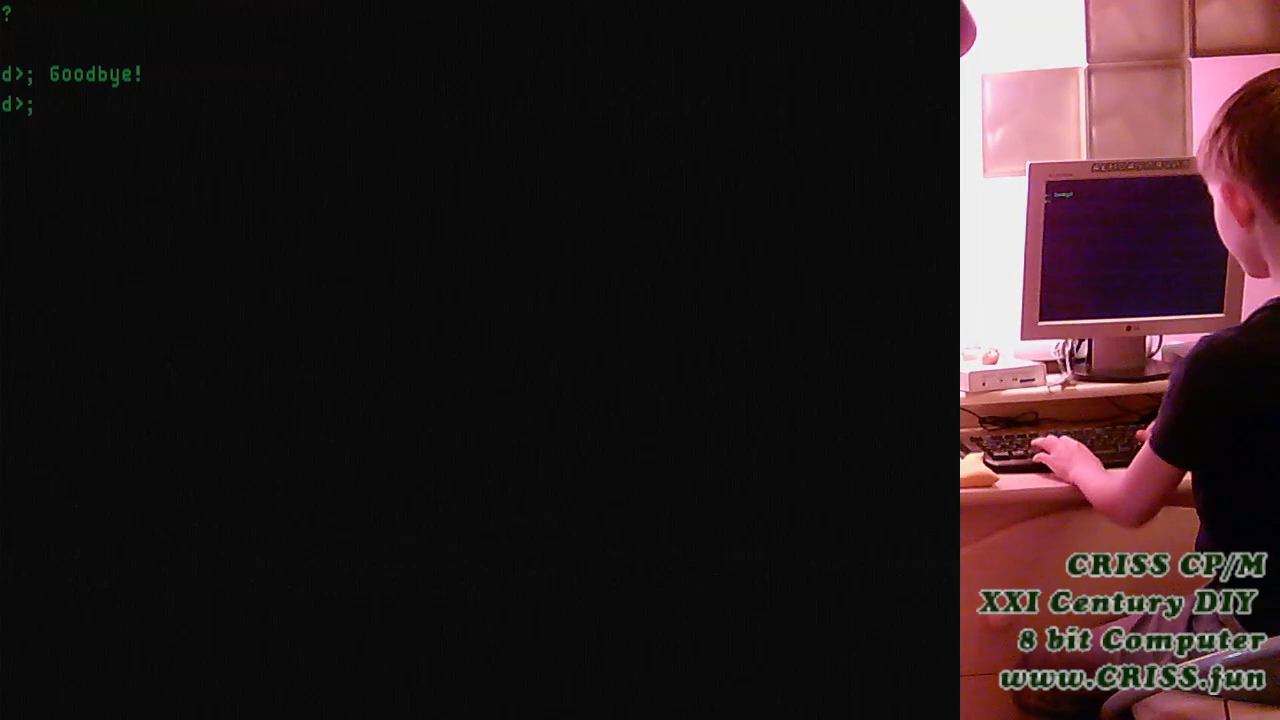 ?
d>; Goodbye!
d>;
CRISS CP/M
XXI Century DIY
8 bit Computer
www.CRISS.fun